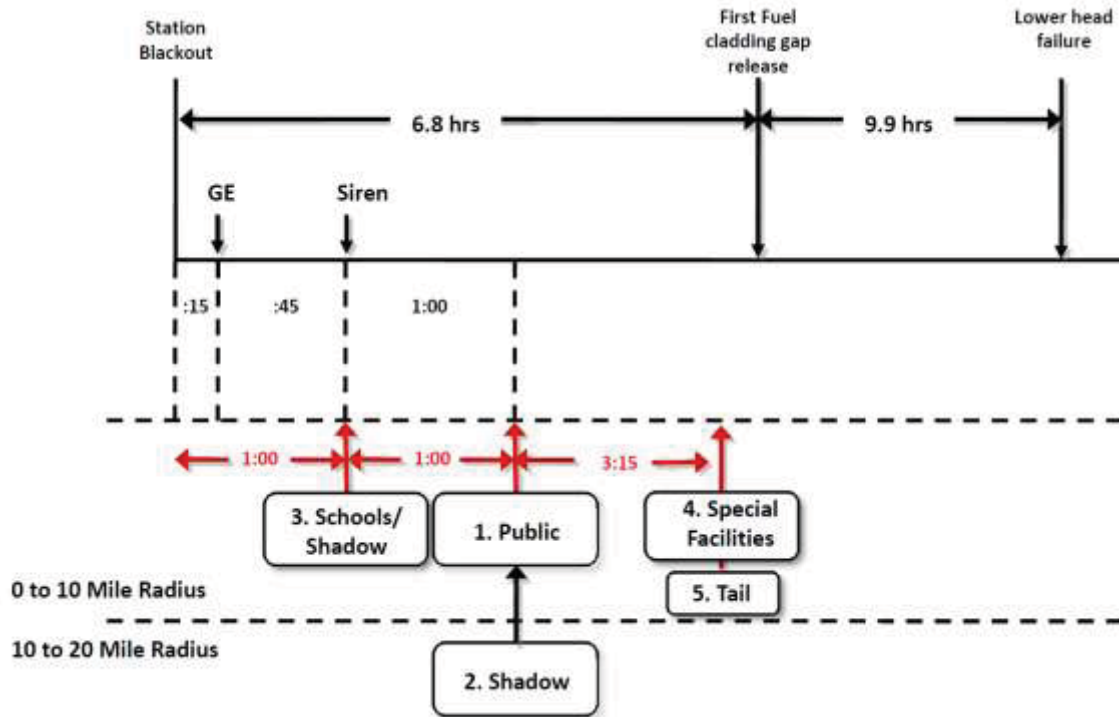 Station
Blackout
First Fuel
cladding gap
release
Lower head
failure
6.8 hrs
9.9 hrs
GE
Siren
:15
:45
1:00
1:00
1:00
3:15
3. Schools/
Shadow
1. Public
4. Special
Facilities
5. Tail
0 to 10 Mile Radius
10 to 20 Mile Radius
2. Shadow